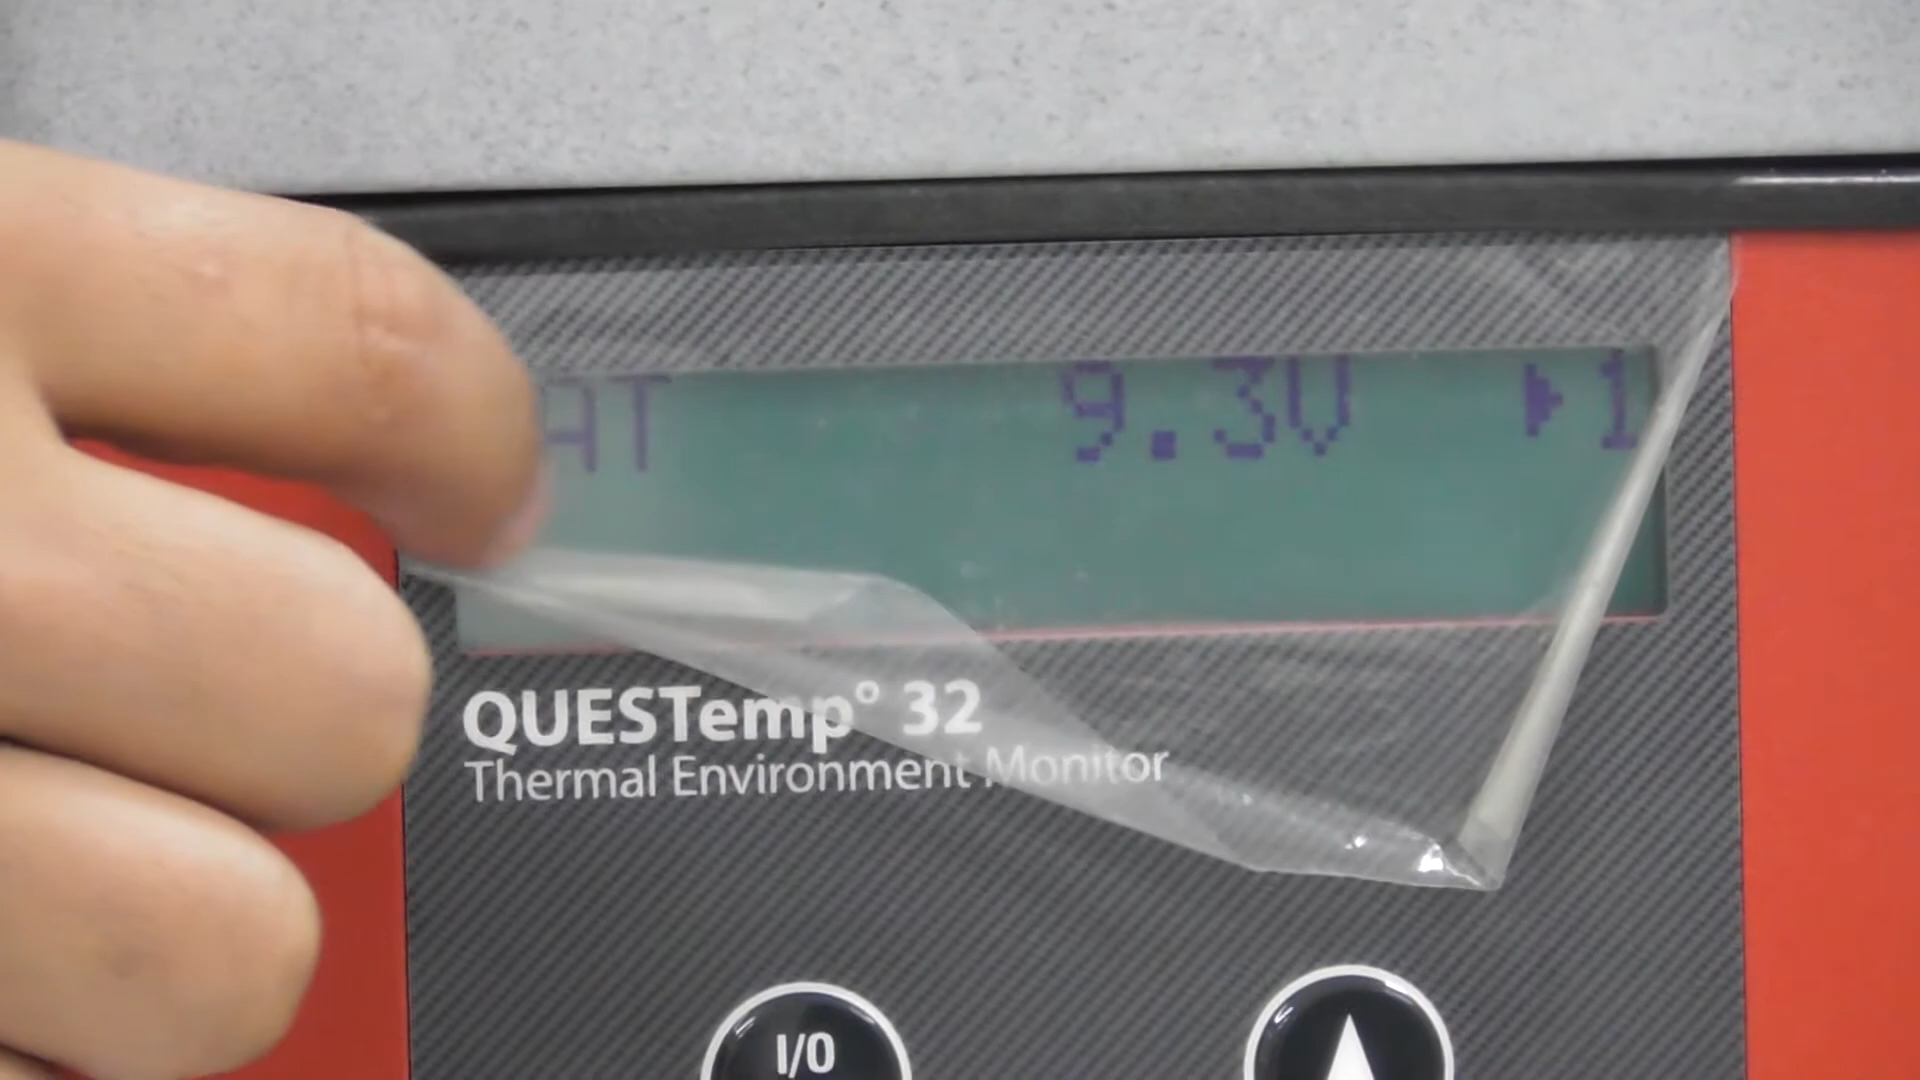 AT 9.3V ▶1
QUESTemp° 32
Thermal Environment Monitor
I/O